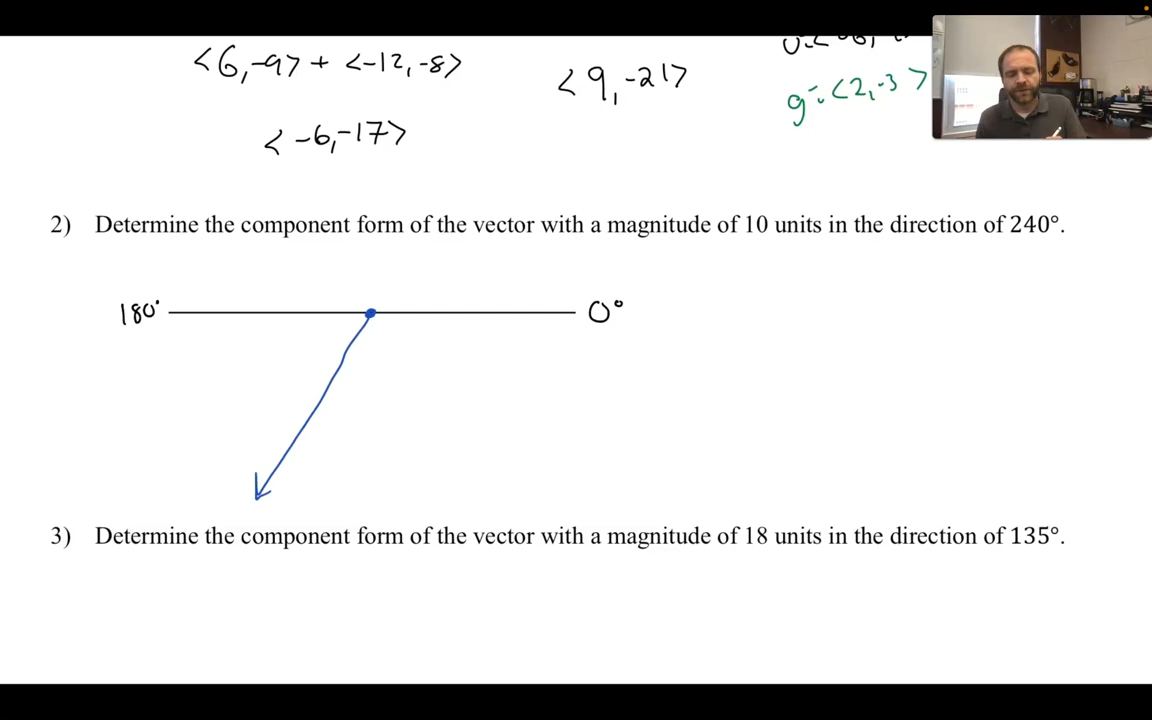 <6,-9> + <-12,-8>
<9,-21>
g = <2,-3>
<-6,-17>
2) Determine the component form of the vector with a magnitude of 10 units in the direction of 240°.
180° 0°
3) Determine the component form of the vector with a magnitude of 18 units in the direction of 135°.